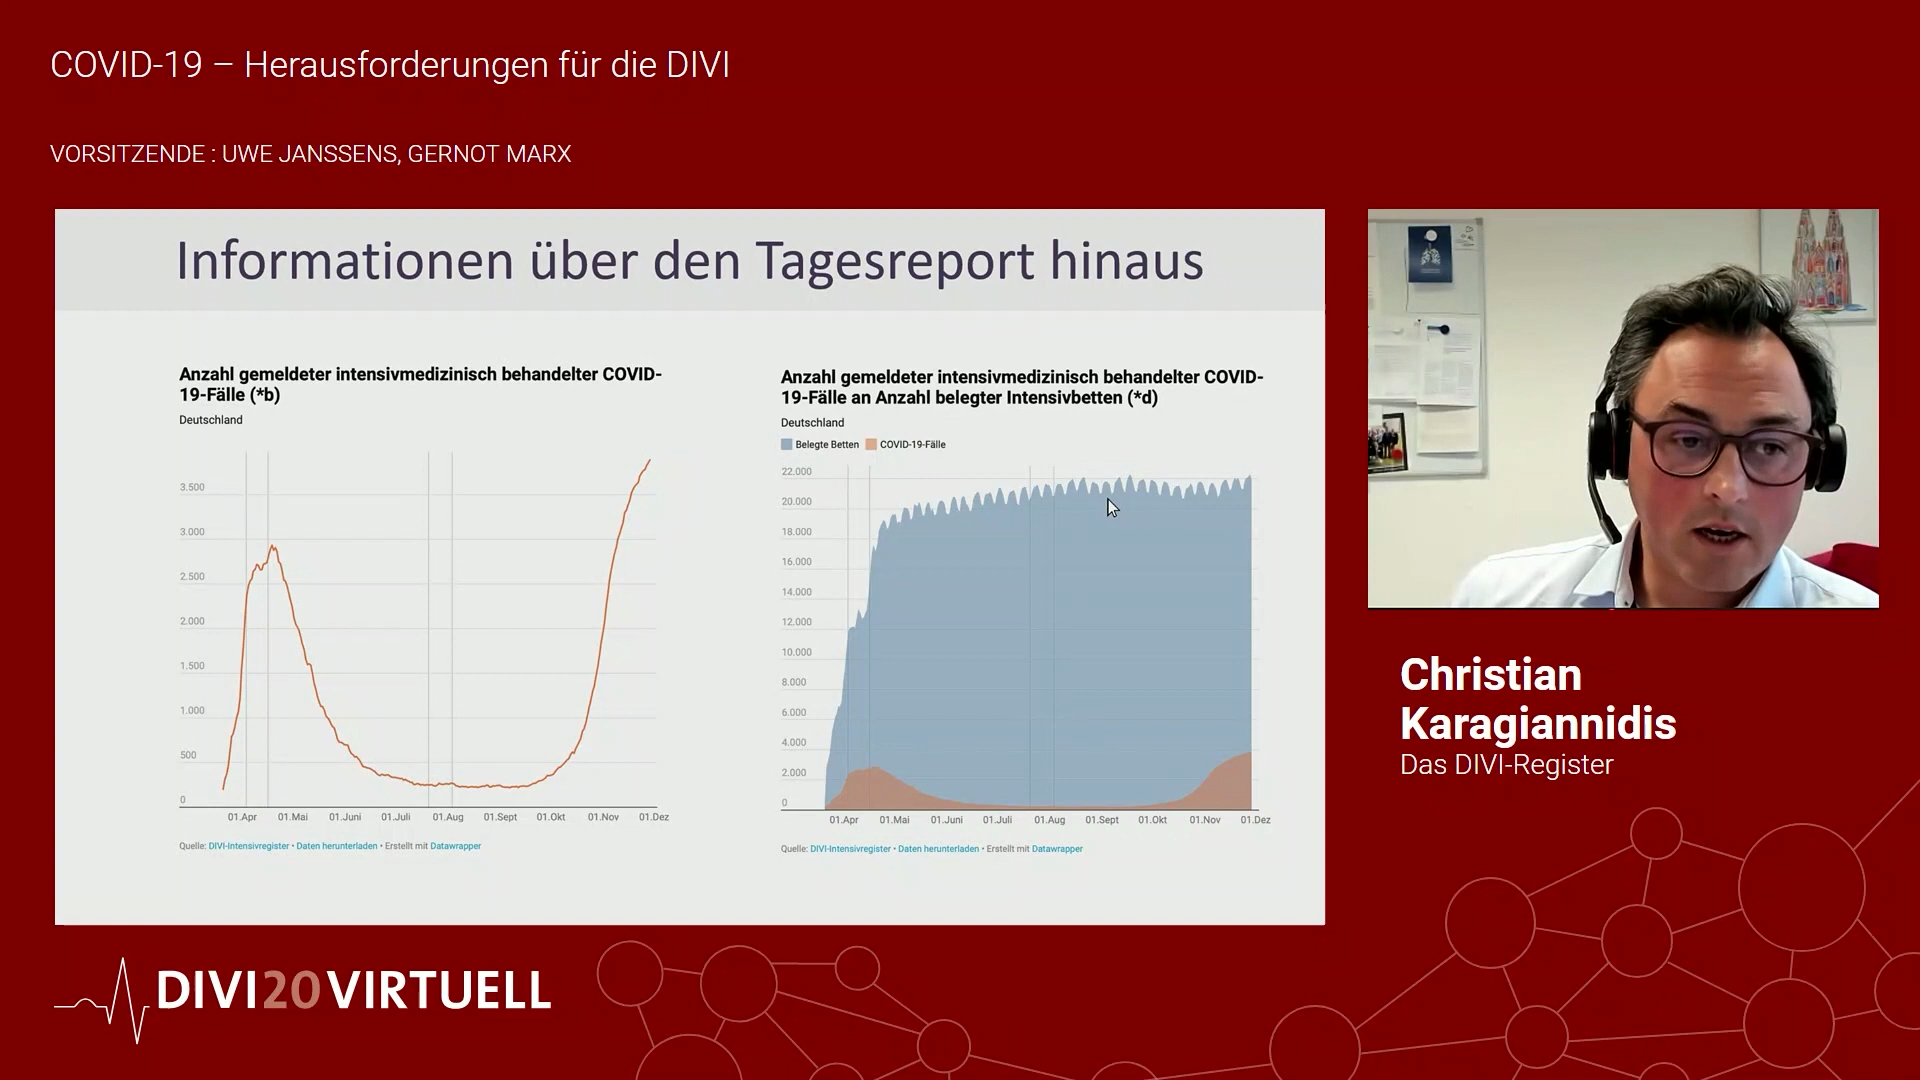 COVID-19 – Herausforderungen für die DIVI
VORSITZENDE : UWE JANSSENS, GERNOT MARX
Informationen über den Tagesreport hinaus
Anzahl gemeldeter intensivmedizinisch behandelter COVID-
19-Fälle (*b)
Deutschland
3.500
3.000
2.500
2.000
1.500
1.000
500
0
01.Apr 01.Mai 01.Juni 01.Juli 01.Aug 01.Sept 01.Okt 01.Nov 01.Dez
Quelle: DIVI-Intensivregister • Daten herunterladen • Erstellt mit Datawrapper
Anzahl gemeldeter intensivmedizinisch behandelter COVID-
19-Fälle an Anzahl belegter Intensivbetten (*d)
Deutschland
Belegte Betten COVID-19-Fälle
22.000
20.000
18.000
16.000
14.000
12.000
10.000
8.000
6.000
4.000
2.000
0
01.Apr 01.Mai 01.Juni 01.Juli 01.Aug 01.Sept 01.Okt 01.Nov 01.Dez
Quelle: DIVI-Intensivregister • Daten herunterladen • Erstellt mit Datawrapper
Christian
Karagiannidis
Das DIVI-Register
DIVI20VIRTUELL